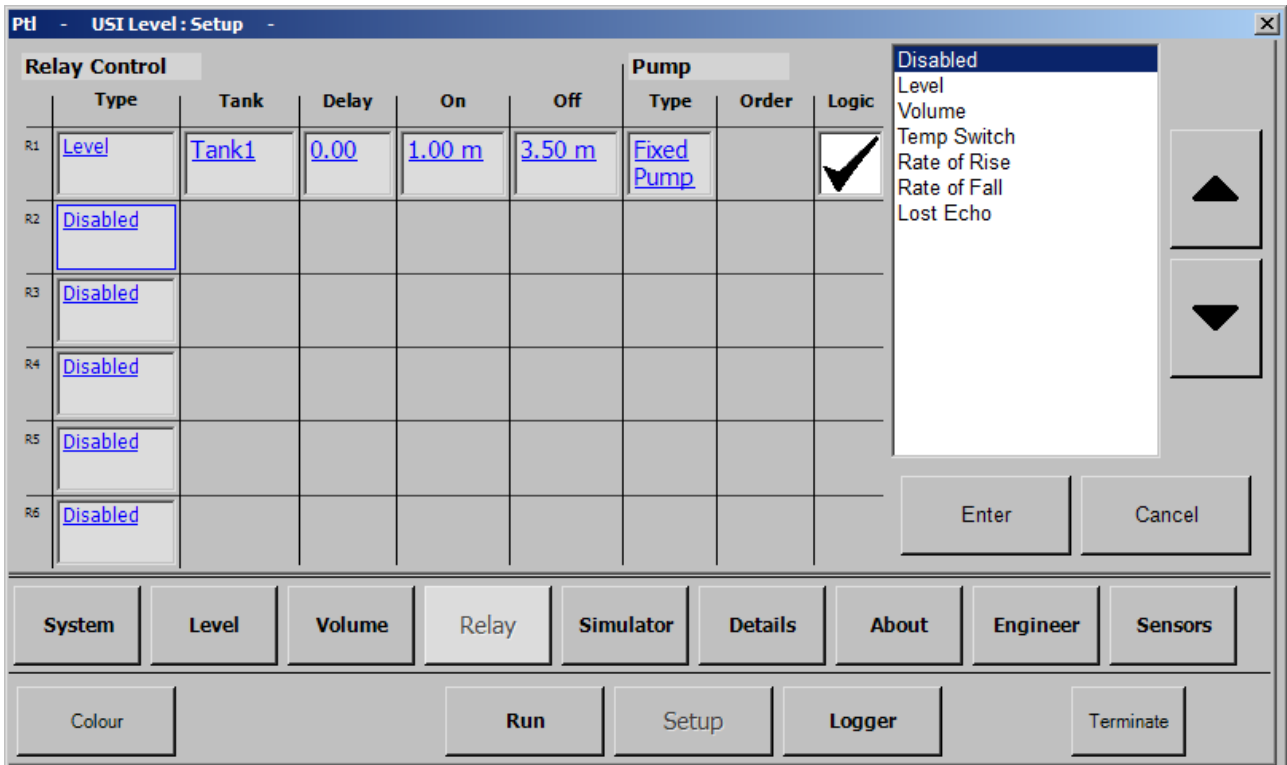 Ptl - USI Level : Setup -
Relay Control Pump
Type Tank Delay On Off Type Order Logic
R1 Level Tank1 0.00 1.00 m 3.50 m Fixed
Pump
R2 Disabled
R3 Disabled
R4 Disabled
R5 Disabled
R6 Disabled
Disabled
Level
Volume
Temp Switch
Rate of Rise
Rate of Fall
Lost Echo
Enter Cancel
System Level Volume Relay Simulator Details About Engineer Sensors
Colour Run Setup Logger Terminate